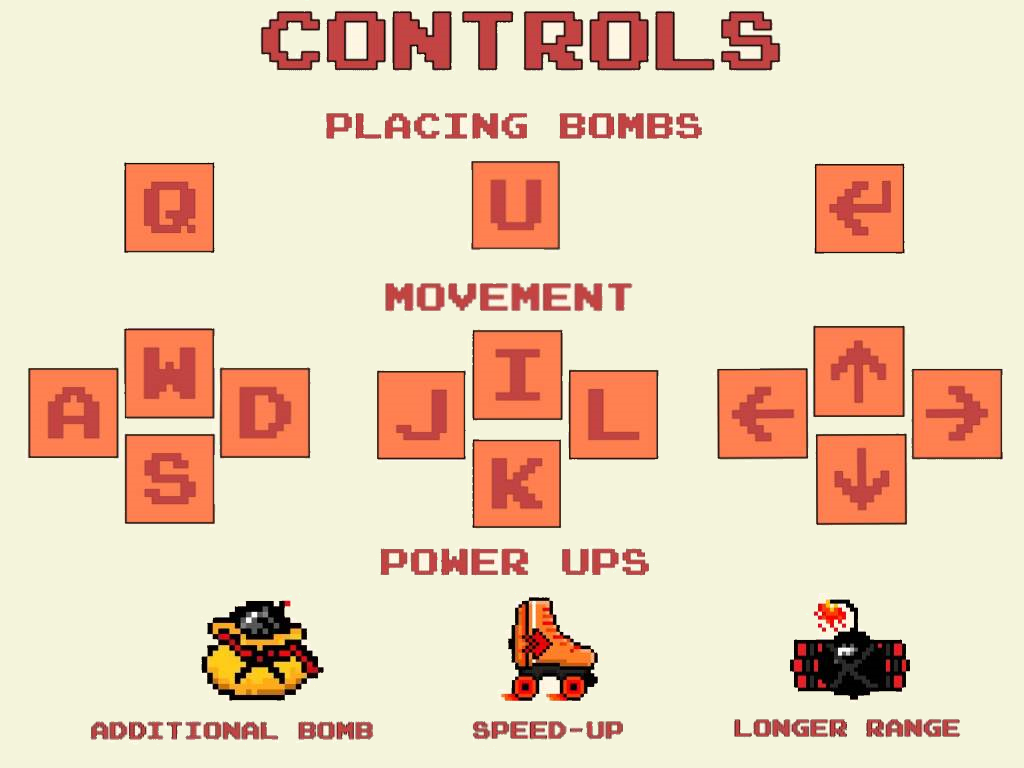 CONTROLS
PLACING BOMBS
Q U
MOVEMENT
W I ↑
A D J L ← →
S K ↓
POWER UPS
ADDITIONAL BOMB SPEED-UP LONGER RANGE